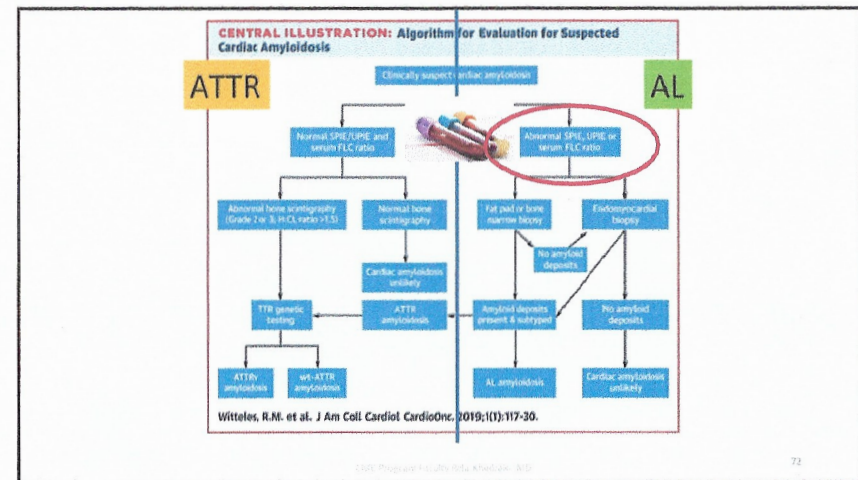 CENTRAL ILLUSTRATION: Algorithm for Evaluation for Suspected
Cardiac Amyloidosis
ATTR
AL
Clinically suspect cardiac amyloidosis
Normal SPIE/UPIE and
serum FLC ratio
Abnormal SPIE, UPIE or
serum FLC ratio
Abnormal bone scintigraphy
(Grade 2 or 3, H:CL ratio >1.5)
Normal bone
scintigraphy
Fat pad or bone
marrow biopsy
Endomyocardial
biopsy
No amyloid
deposits
Cardiac amyloidosis
unlikely
TTR genetic
testing
ATTR
amyloidosis
Amyloid deposits
present & subtyped
No amyloid
deposits
ATTRv
amyloidosis
wt-ATTR
amyloidosis
AL amyloidosis
Cardiac amyloidosis
unlikely
Witteles, R.M. et al. J Am Coll Cardiol CardioOnc. 2019;1(1):117-30.
72